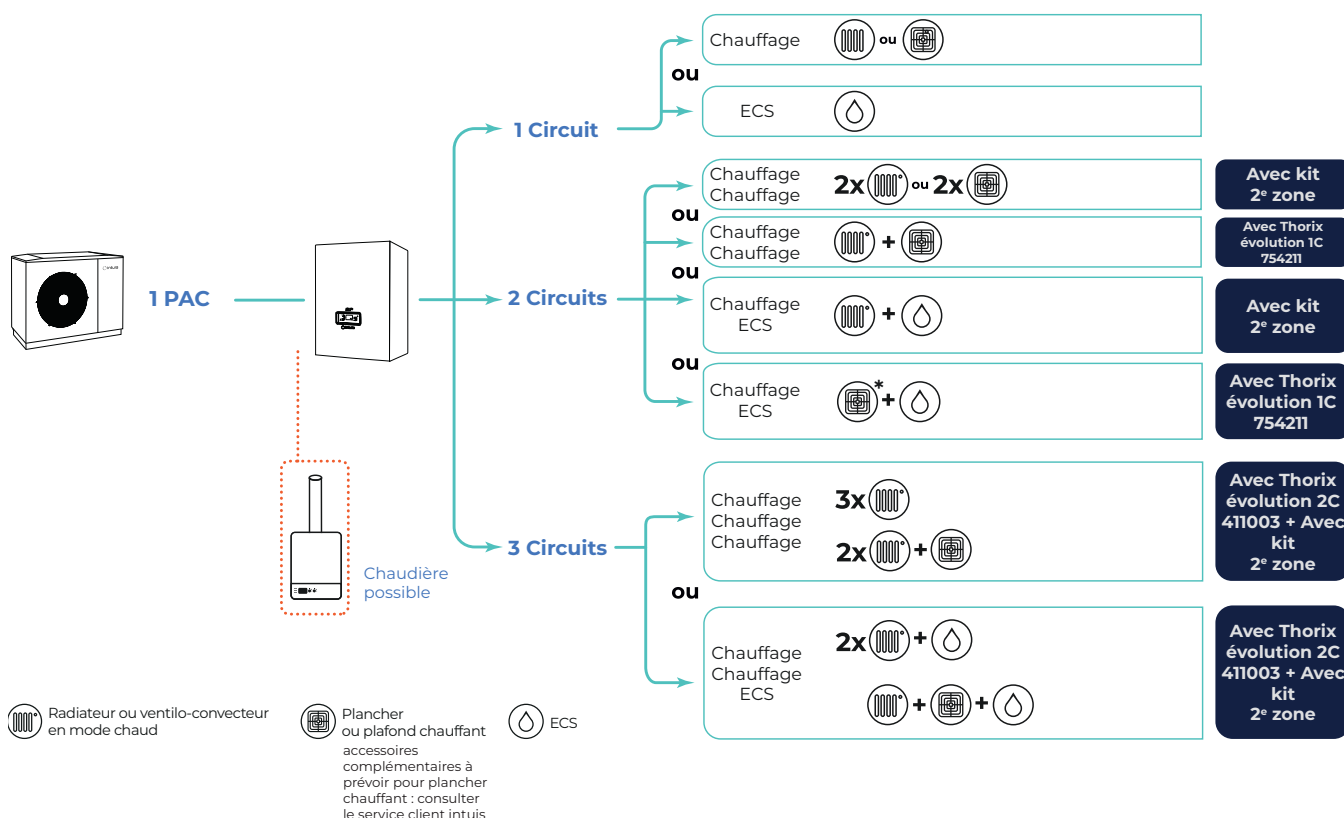 Chauffage
ou
ou
ECS
1 Circuit
Chauffage
Chauffage
2x ou 2x
Avec kit
2e zone
ou
Chauffage
Chauffage
+
Avec Thorix
évolution 1C
754211
ou
1 PAC
2 Circuits
Chauffage
ECS
+
Avec kit
2e zone
ou
Chauffage
ECS
* +
Avec Thorix
évolution 1C
754211
3 Circuits
Chauffage
Chauffage
Chauffage
3x
2x +
Avec Thorix
évolution 2C
411003 + Avec
kit
2e zone
ou
Chauffage
Chauffage
ECS
2x +
+ +
Avec Thorix
évolution 2C
411003 + Avec
kit
2e zone
Chaudière
possible
Radiateur ou ventilo-convecteur
en mode chaud
Plancher
ou plafond chauffant
accessoires
complémentaires à
prévoir pour plancher
chauffant : consulter
le service client intuis
ECS